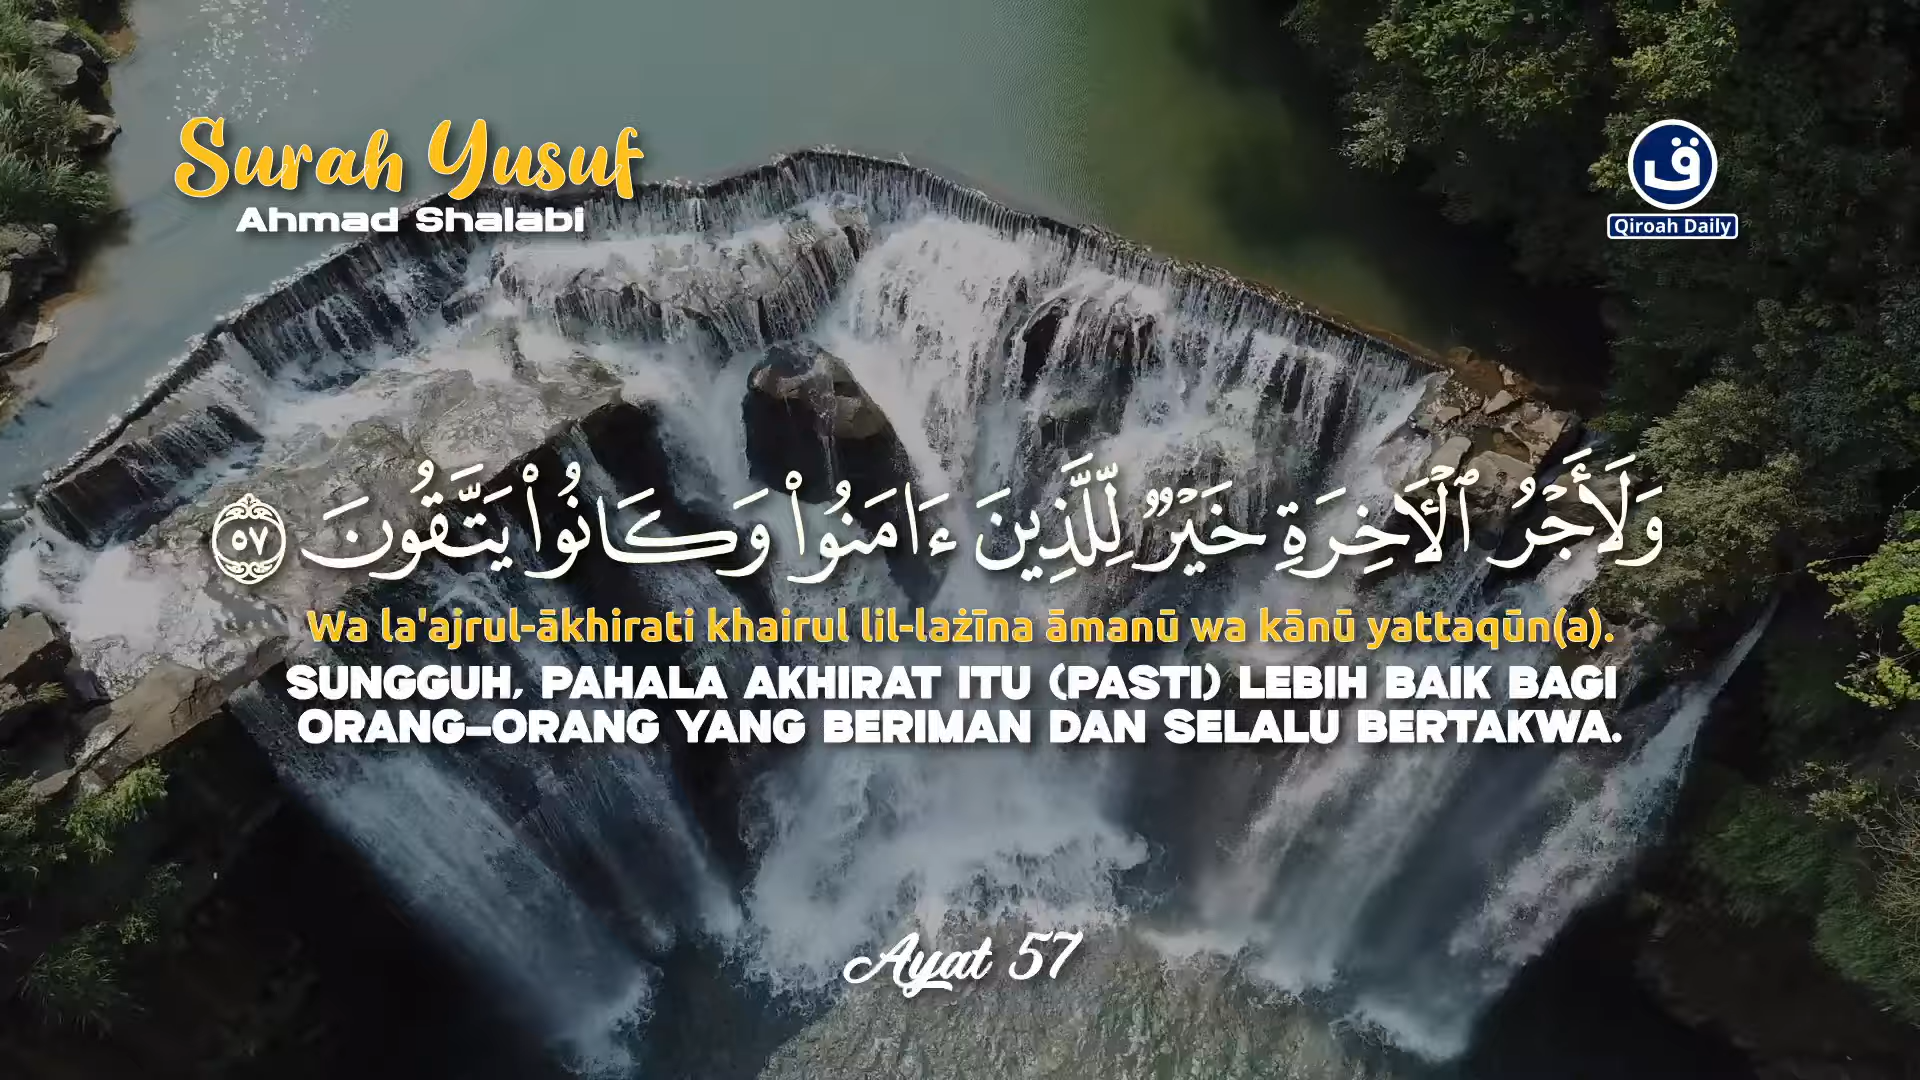 Surah Yusuf
Ahmad Shalabi
ق
Qiroah Daily
وَلَأَجْرُ ٱلْـَٔاخِرَةِ خَيْرٌ لِّلَّذِينَ ءَامَنُوا۟ وَكَانُوا۟ يَتَّقُونَ ٥٧
Wa la'ajrul-ākhirati khairul lil-lażīna āmanū wa kānū yattaqūn(a).
SUNGGUH, PAHALA AKHIRAT ITU (PASTI) LEBIH BAIK BAGI
ORANG-ORANG YANG BERIMAN DAN SELALU BERTAKWA.
Ayat 57